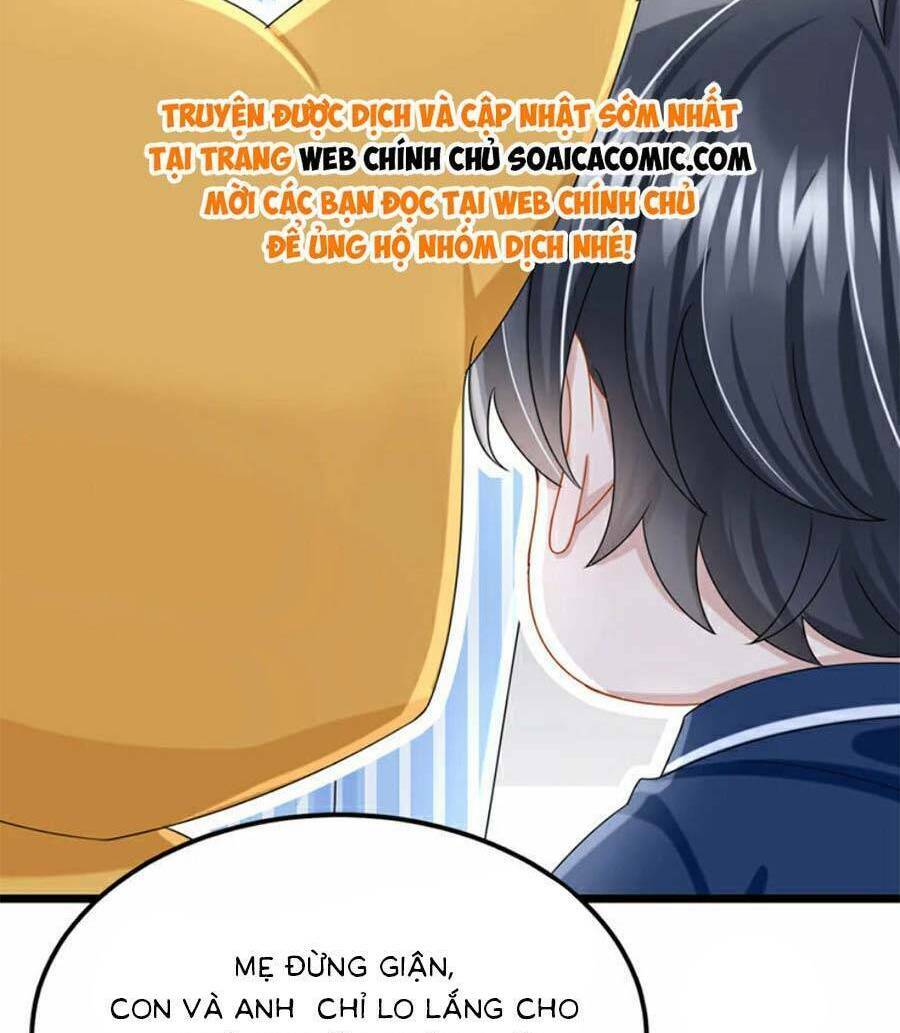 TRUYỆN ĐƯỢC DỊCH VÀ CẬP NHẬT SỚM NHẤT
TẠI TRANG WEB CHÍNH CHỦ SOAICACOMIC.COM
MỜI CÁC BẠN ĐỌC TẠI WEB CHÍNH CHỦ
ĐỂ ỦNG HỘ NHÓM DỊCH NHÉ!
MẸ ĐỪNG GIẬN,
CON VÀ ANH CHỈ LO LẮNG CHO